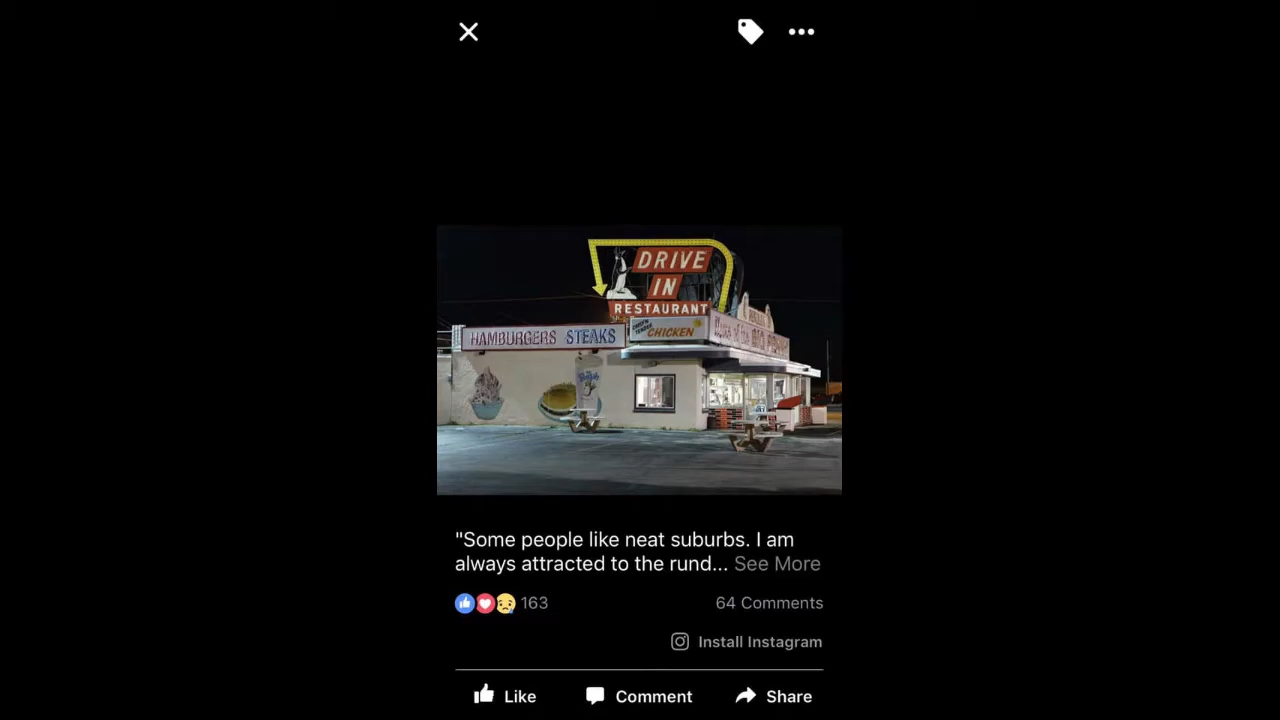 DRIVE
IN
RESTAURANT
CHICKEN
HAMBURGERS STEAKS
"Some people like neat suburbs. I am
always attracted to the rund... See More
163
64 Comments
Install Instagram
Like
Comment
Share